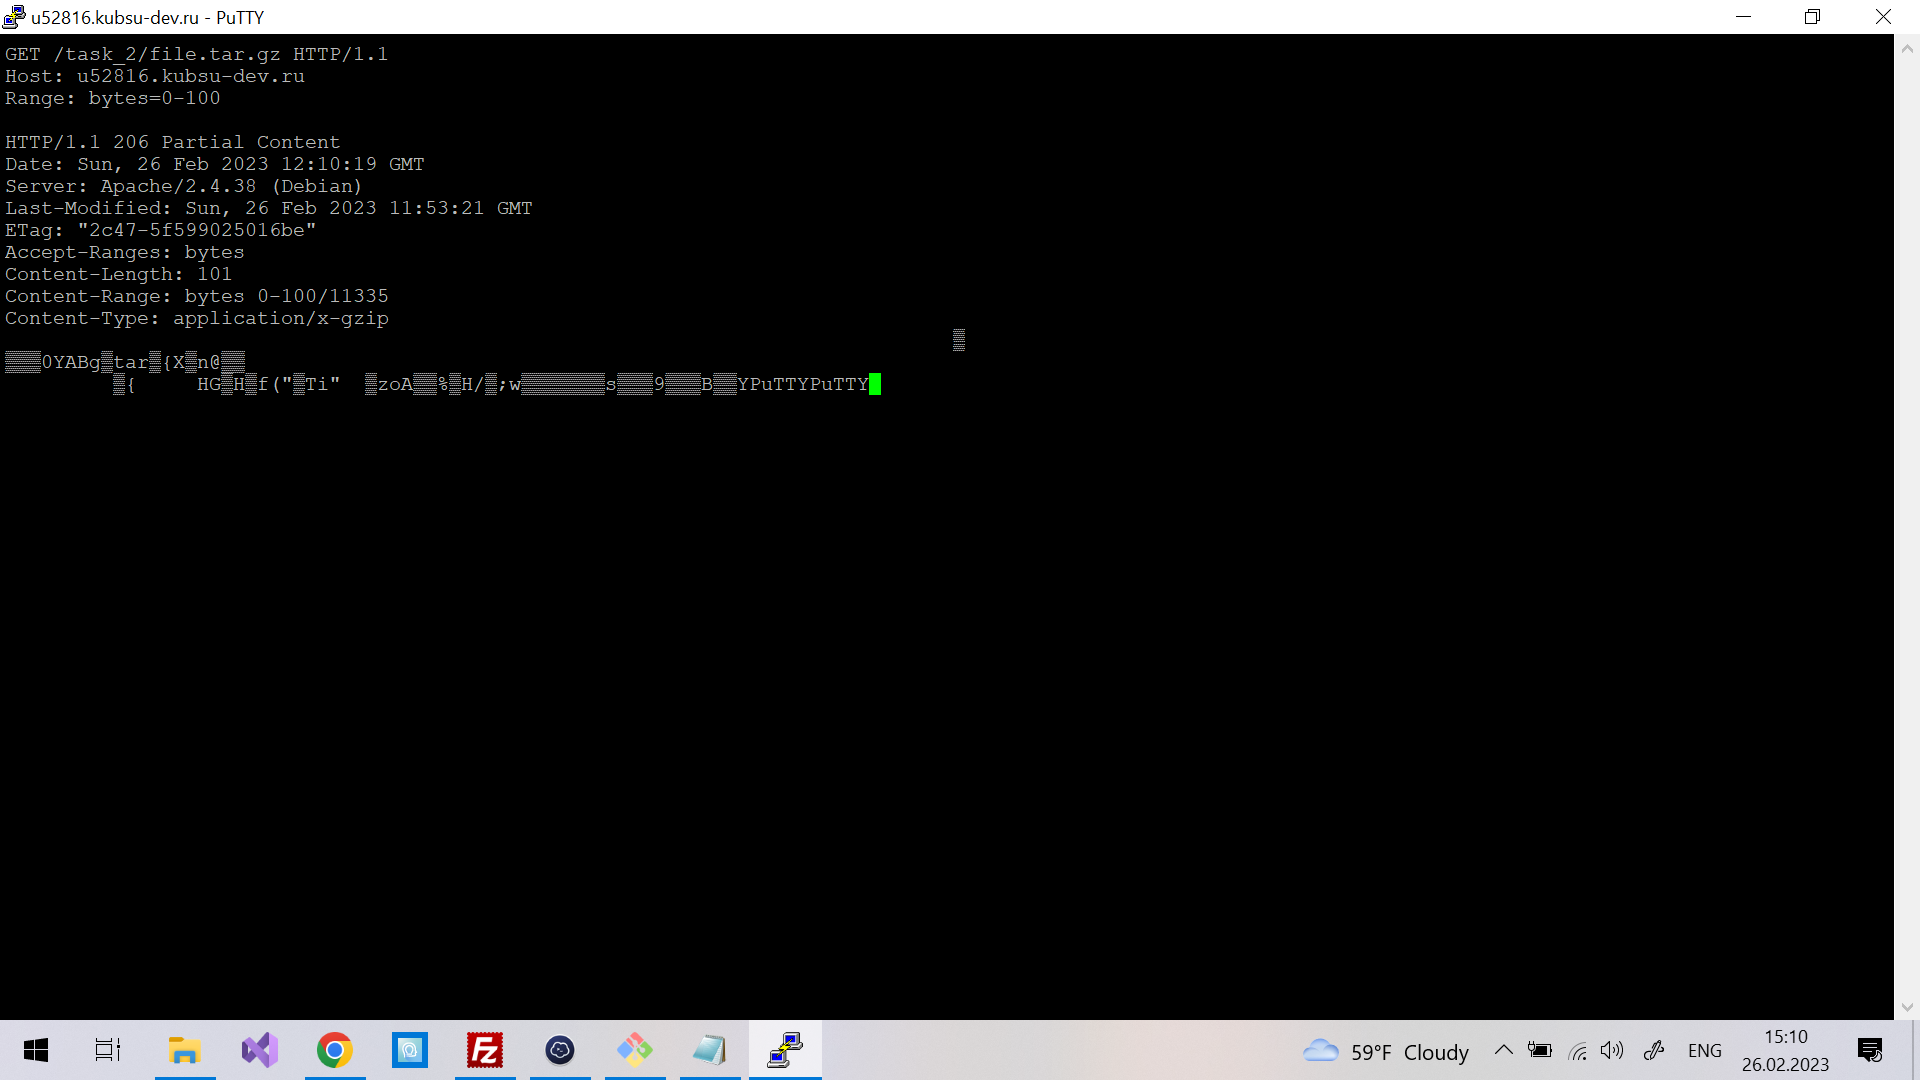 u52816.kubsu-dev.ru - PuTTY
GET /task_2/file.tar.gz HTTP/1.1
Host: u52816.kubsu-dev.ru
Range: bytes=0-100
HTTP/1.1 206 Partial Content
Date: Sun, 26 Feb 2023 12:10:19 GMT
Server: Apache/2.4.38 (Debian)
Last-Modified: Sun, 26 Feb 2023 11:53:21 GMT
ETag: "2c47-5f599025016be"
Accept-Ranges: bytes
Content-Length: 101
Content-Range: bytes 0-100/11335
Content-Type: application/x-gzip
▒
▒▒▒0YABg▒tar▒{X▒n@▒▒
▒{ HG▒H▒f("▒Ti" ▒zoA▒▒%▒H/▒;w▒▒▒▒▒▒▒s▒▒▒9▒▒▒B▒▒YPuTTYPuTTY
59°F Cloudy
ENG
15:10
26.02.2023